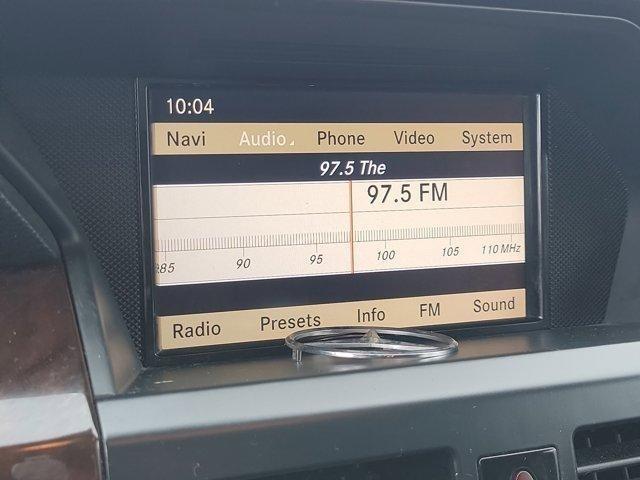 10:04
Navi Audio Phone Video System
97.5 The
97.5 FM
85 90 95 100 105 110 MHz
Radio Presets Info FM Sound